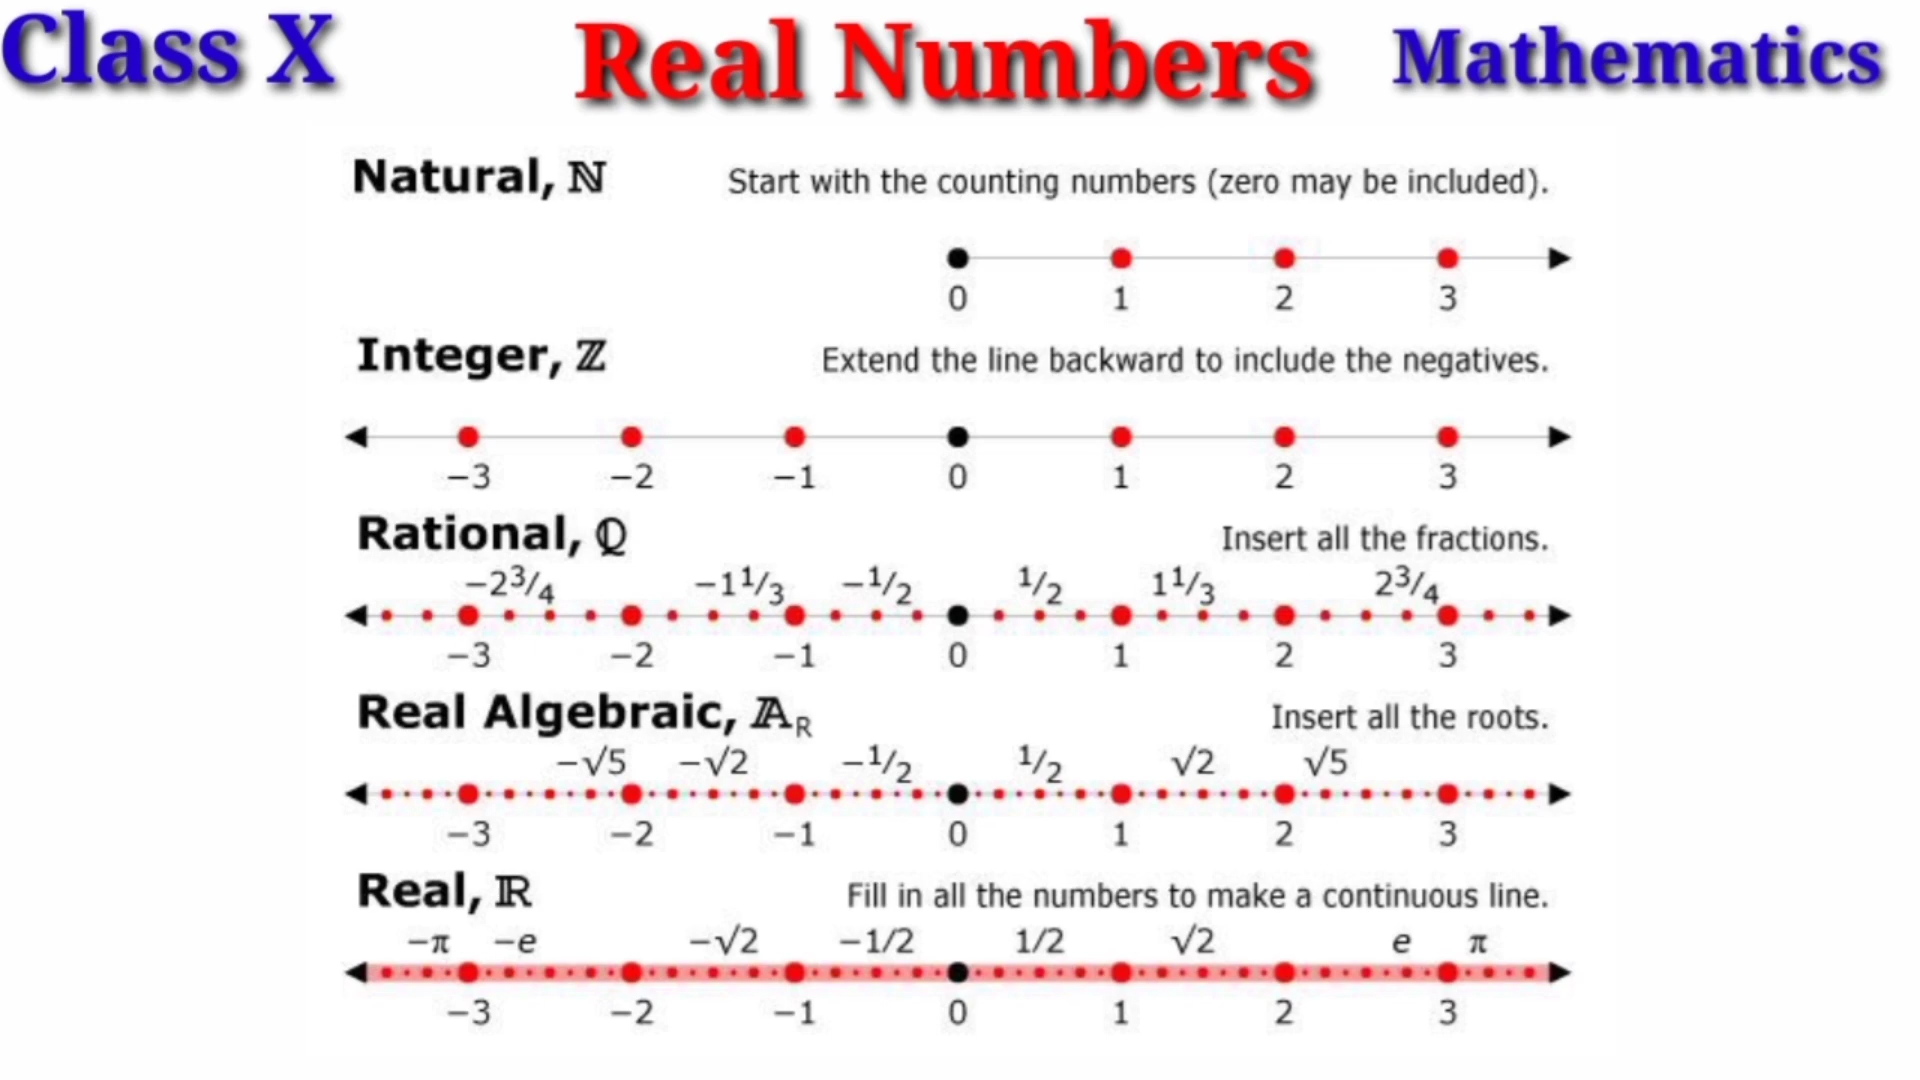 Class X Real Numbers Mathematics
Natural, ℕ Start with the counting numbers (zero may be included).
0 1 2 3
Integer, ℤ Extend the line backward to include the negatives.
−3 −2 −1 0 1 2 3
Rational, ℚ Insert all the fractions.
−2³/₄ −1¹/₃ −¹/₂ ¹/₂ 1¹/₃ 2³/₄
−3 −2 −1 0 1 2 3
Real Algebraic, 𝔸R Insert all the roots.
−√5 −√2 −¹/₂ ¹/₂ √2 √5
−3 −2 −1 0 1 2 3
Real, ℝ Fill in all the numbers to make a continuous line.
−π −e −√2 −1/2 1/2 √2 e π
−3 −2 −1 0 1 2 3